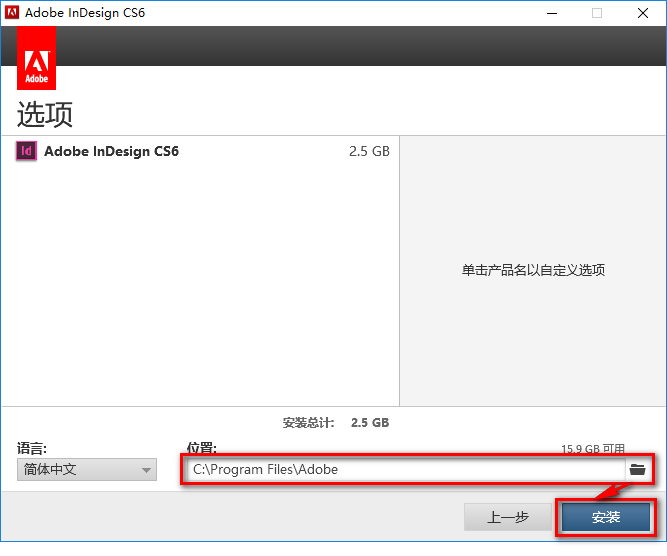 Adobe InDesign CS6
Adobe
选项
Id Adobe InDesign CS6 2.5 GB
单击产品名以自定义选项
安装总计: 2.5 GB
语言: 位置: 15.9 GB 可用
简体中文 C:\Program Files\Adobe
上一步 安装